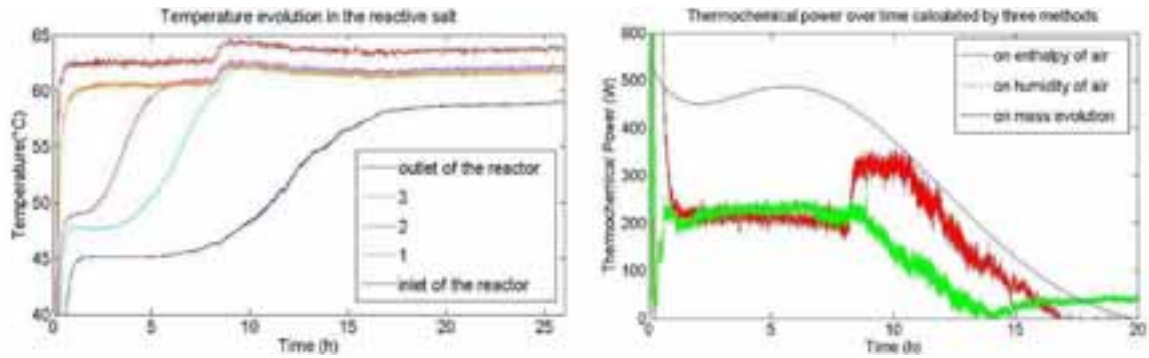 Temperature evolution in the reactive salt
65
60
55
50
45
40
Temperature(°C)
outlet of the reactor
3
2
1
inlet of the reactor
0
5
10
15
20
25
Time (h)
Thermochemical power over time calculated by three methods
600
500
400
300
200
100
0
Thermochemical Power (W)
on enthalpy of air
on humidity of air
on mass evolution
0
5
10
15
20
Time (h)